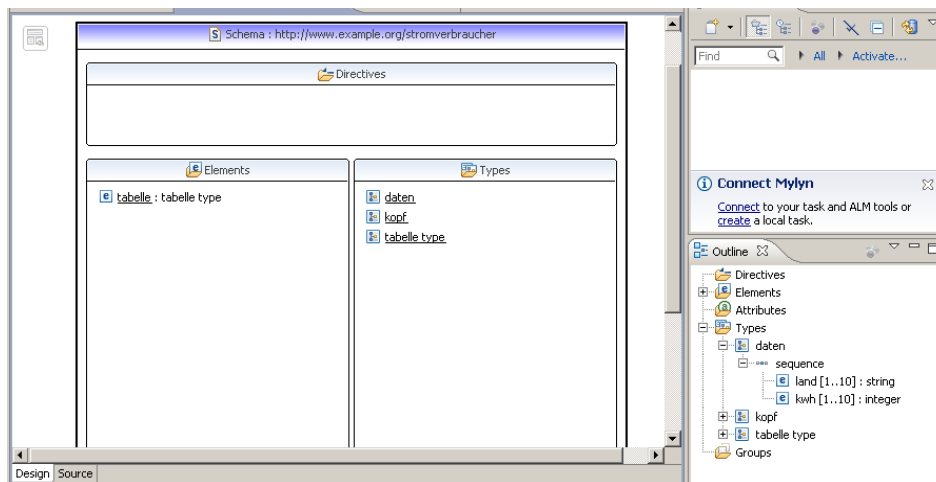 Schema : http://www.example.org/stromverbraucher
Directives
Elements
tabelle : tabelle type
Types
daten
kopf
tabelle type
Design Source
Find
All Activate...
Connect Mylyn
Connect to your task and ALM tools or
create a local task.
Outline
Directives
Elements
Attributes
Types
daten
sequence
land [1..10] : string
kwh [1..10] : integer
kopf
tabelle type
Groups